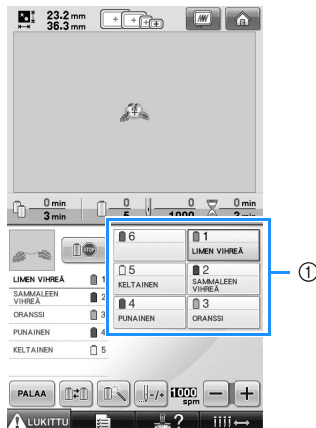 23.2 mm
36.3 mm
0 min
3 min
0
5
0
1000
0 min
3 min
LIMEN VIHREÄ 1
SAMMALEEN VIHREÄ 2
ORANSSI 3
PUNAINEN 4
KELTAINEN 5
6
1
LIMEN VIHREÄ
5
KELTAINEN
2
SAMMALEEN
VIHREÄ
4
PUNAINEN
3
ORANSSI
①
STOP
PALAA
-/+
1000
spm
−
+
LUKITTU
?